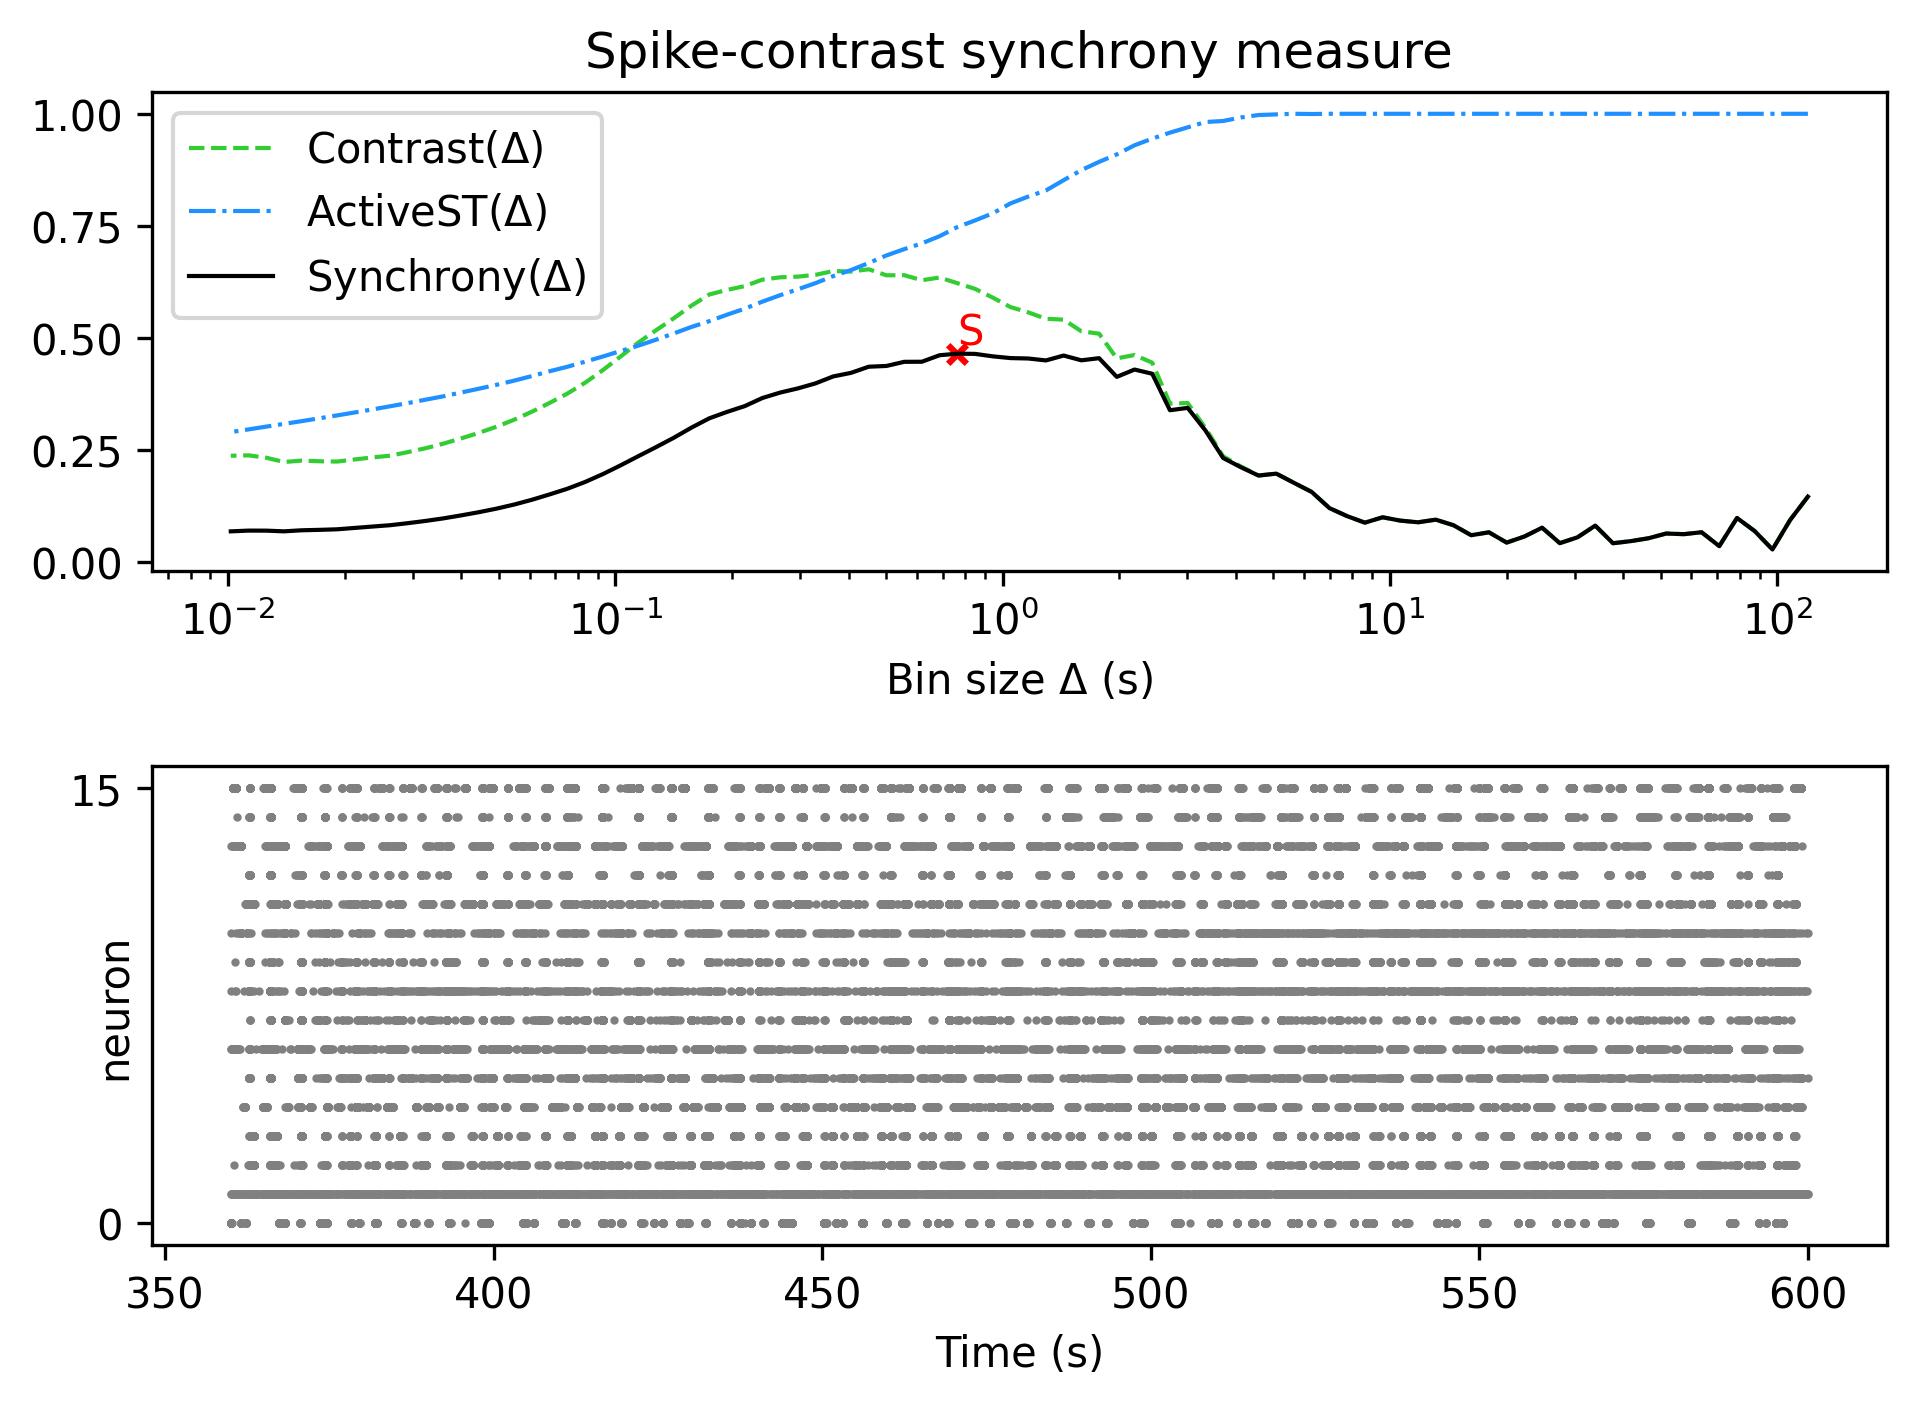 Spike-contrast synchrony measure
1.00
0.75
0.50
0.25
0.00
Contrast(Δ)
ActiveST(Δ)
Synchrony(Δ)
S
10⁻² 10⁻¹ 10⁰ 10¹ 10²
Bin size Δ (s)
15
0
neuron
350 400 450 500 550 600
Time (s)